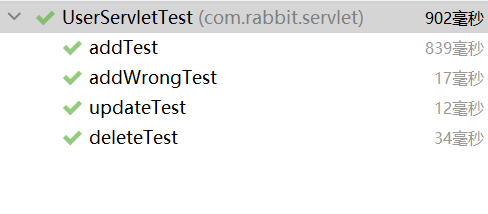 UserServletTest (com.rabbit.servlet) 902毫秒
addTest 839毫秒
addWrongTest 17毫秒
updateTest 12毫秒
deleteTest 34毫秒